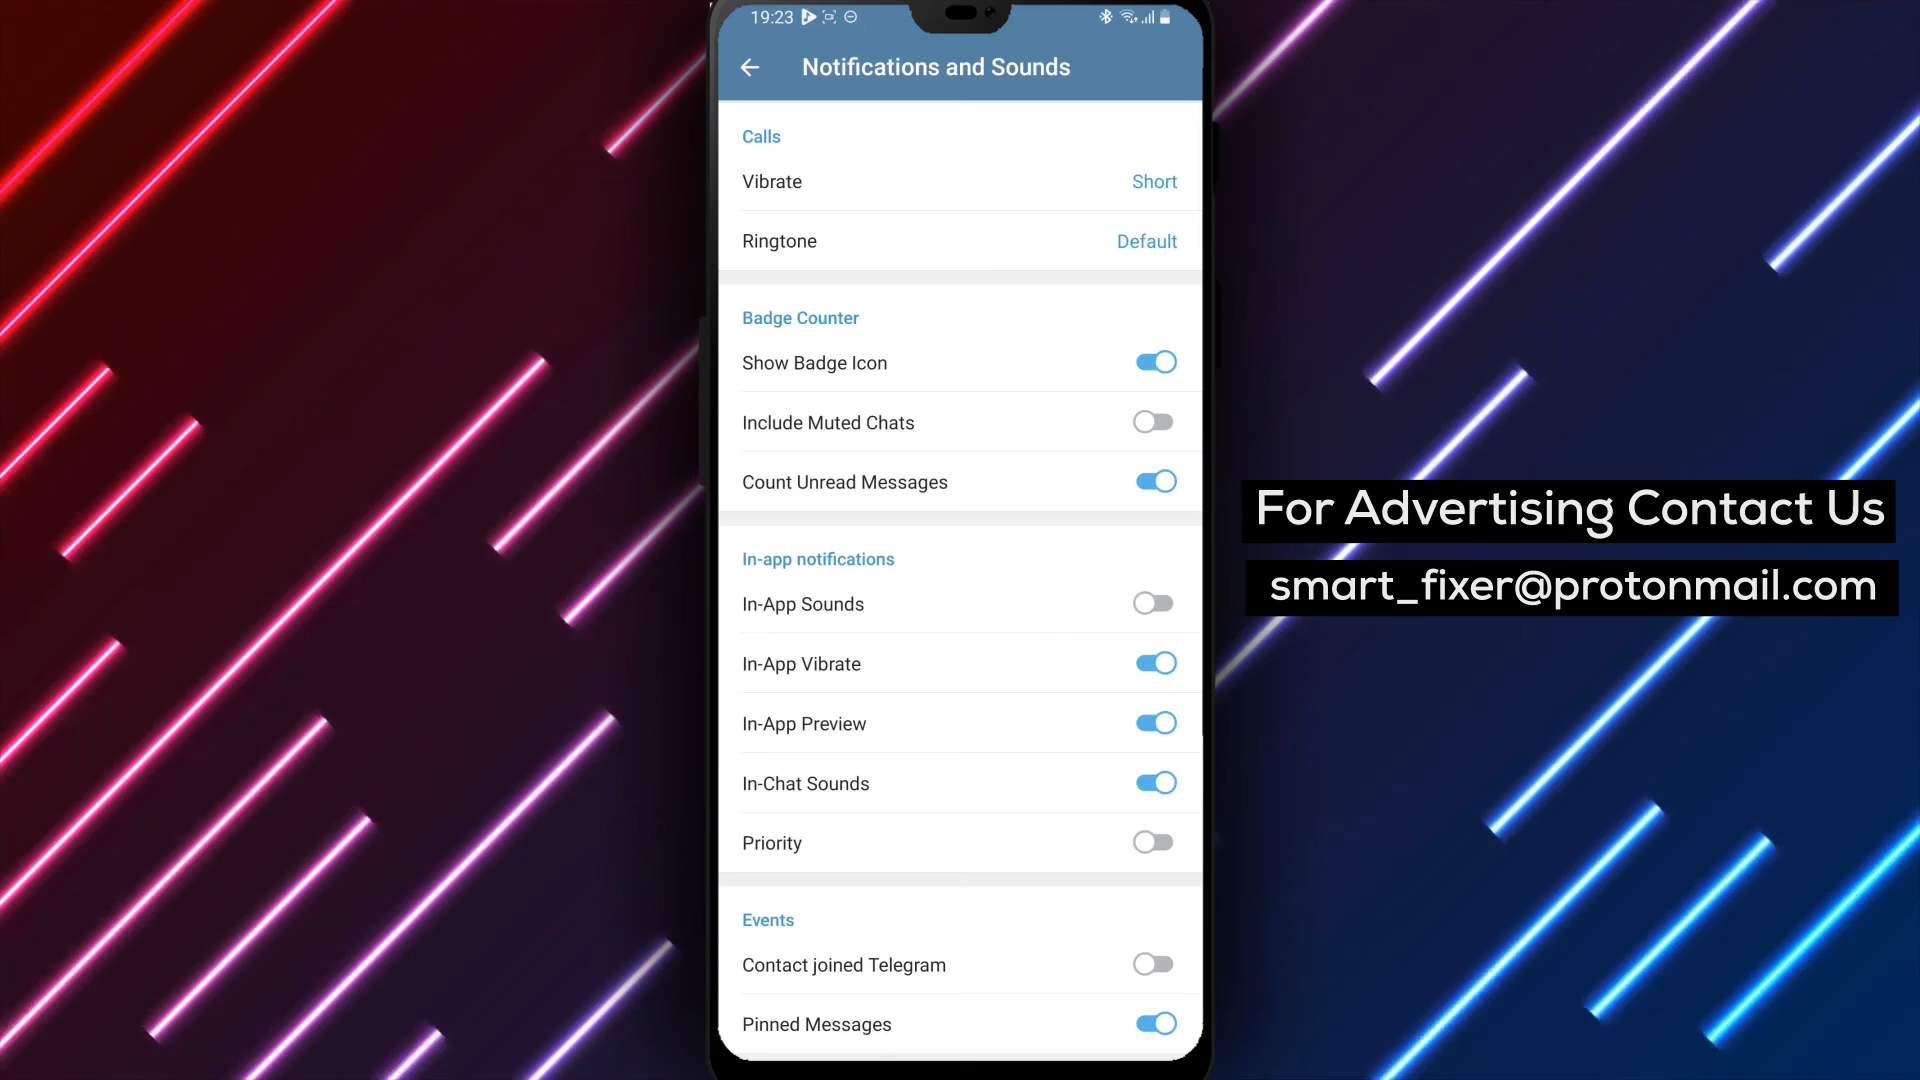 19:23
Notifications and Sounds
Calls
Vibrate Short
Ringtone Default
Badge Counter
Show Badge Icon
Include Muted Chats
Count Unread Messages
In-app notifications
In-App Sounds
In-App Vibrate
In-App Preview
In-Chat Sounds
Priority
Events
Contact joined Telegram
Pinned Messages
For Advertising Contact Us
smart_fixer@protonmail.com